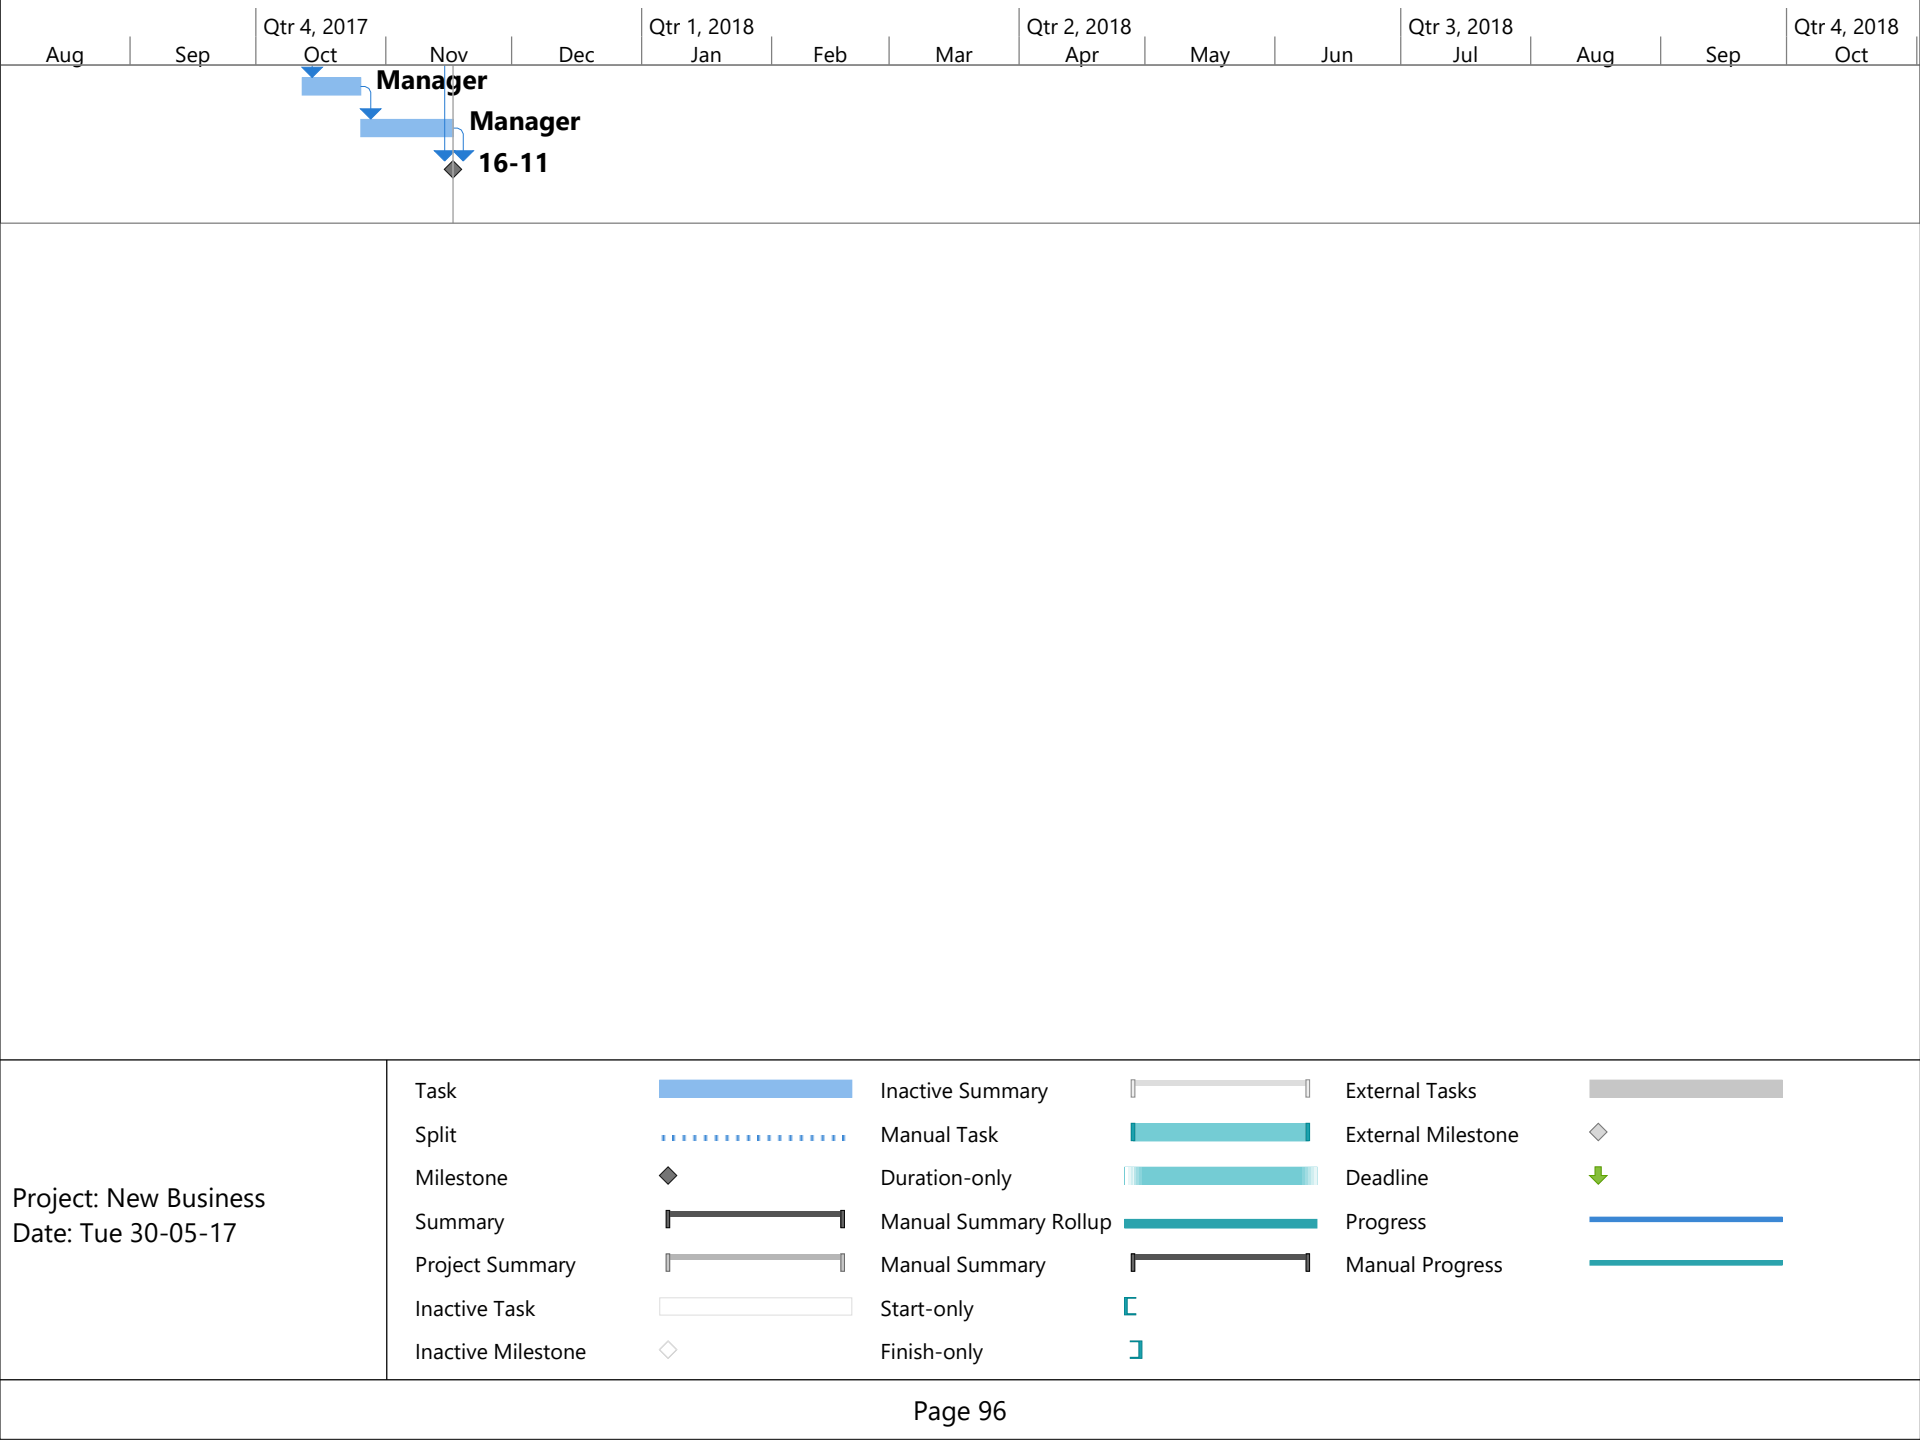 Qtr 4, 2017 Qtr 1, 2018 Qtr 2, 2018 Qtr 3, 2018 Qtr 4, 2018
Aug Sep Oct Nov Dec Jan Feb Mar Apr May Jun Jul Aug Sep Oct
Manager
Manager
16-11
Project: New Business
Date: Tue 30-05-17
Task Inactive Summary External Tasks
Split Manual Task External Milestone
Milestone Duration-only Deadline
Summary Manual Summary Rollup Progress
Project Summary Manual Summary Manual Progress
Inactive Task Start-only
Inactive Milestone Finish-only
Page 96